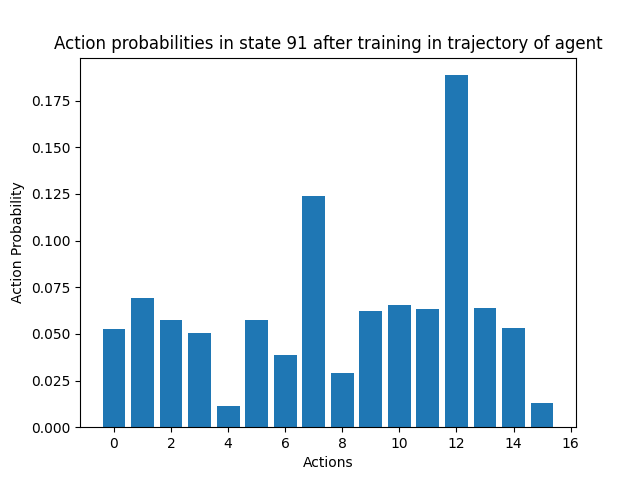 Action probabilities in state 91 after training in trajectory of agent
Action Probability
0.175
0.150
0.125
0.100
0.075
0.050
0.025
0.000
0 2 4 6 8 10 12 14 16
Actions